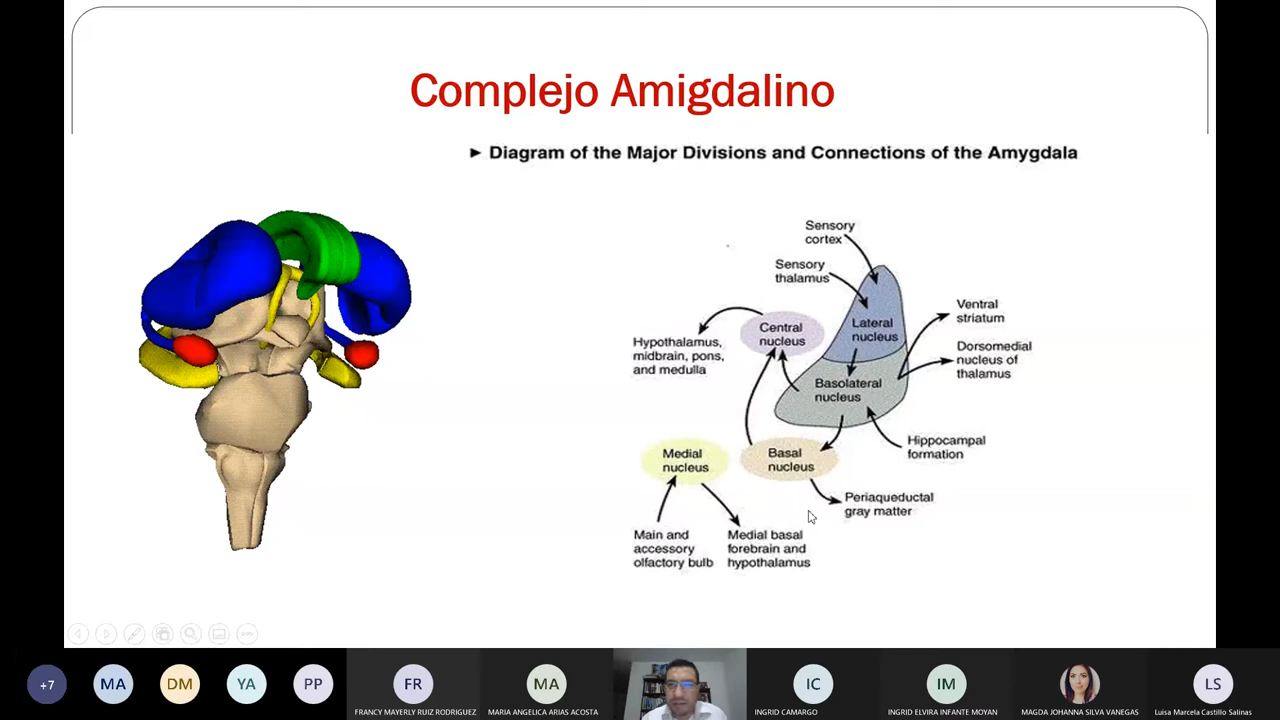 Complejo Amigdalino
► Diagram of the Major Divisions and Connections of the Amygdala
Sensory
cortex
Sensory
thalamus
Ventral
striatum
Central
nucleus
Lateral
nucleus
Hypothalamus,
midbrain, pons,
and medulla
Dorsomedial
nucleus of
thalamus
Basolateral
nucleus
Hippocampal
formation
Medial
nucleus
Basal
nucleus
Periaqueductal
gray matter
Main and
accessory
olfactory bulb
Medial basal
forebrain and
hypothalamus
+7
MA
DM
YA
PP
FR
FRANCY MAYERLY RUIZ RODRIGUEZ
MA
MARIA ANGELICA ARIAS ACOSTA
IC
INGRID CAMARGO
IM
INGRID ELVIRA INFANTE MOYAN
MAGDA JOHANNA SILVA VANEGAS
LS
Luisa Marcela Castillo Salinas